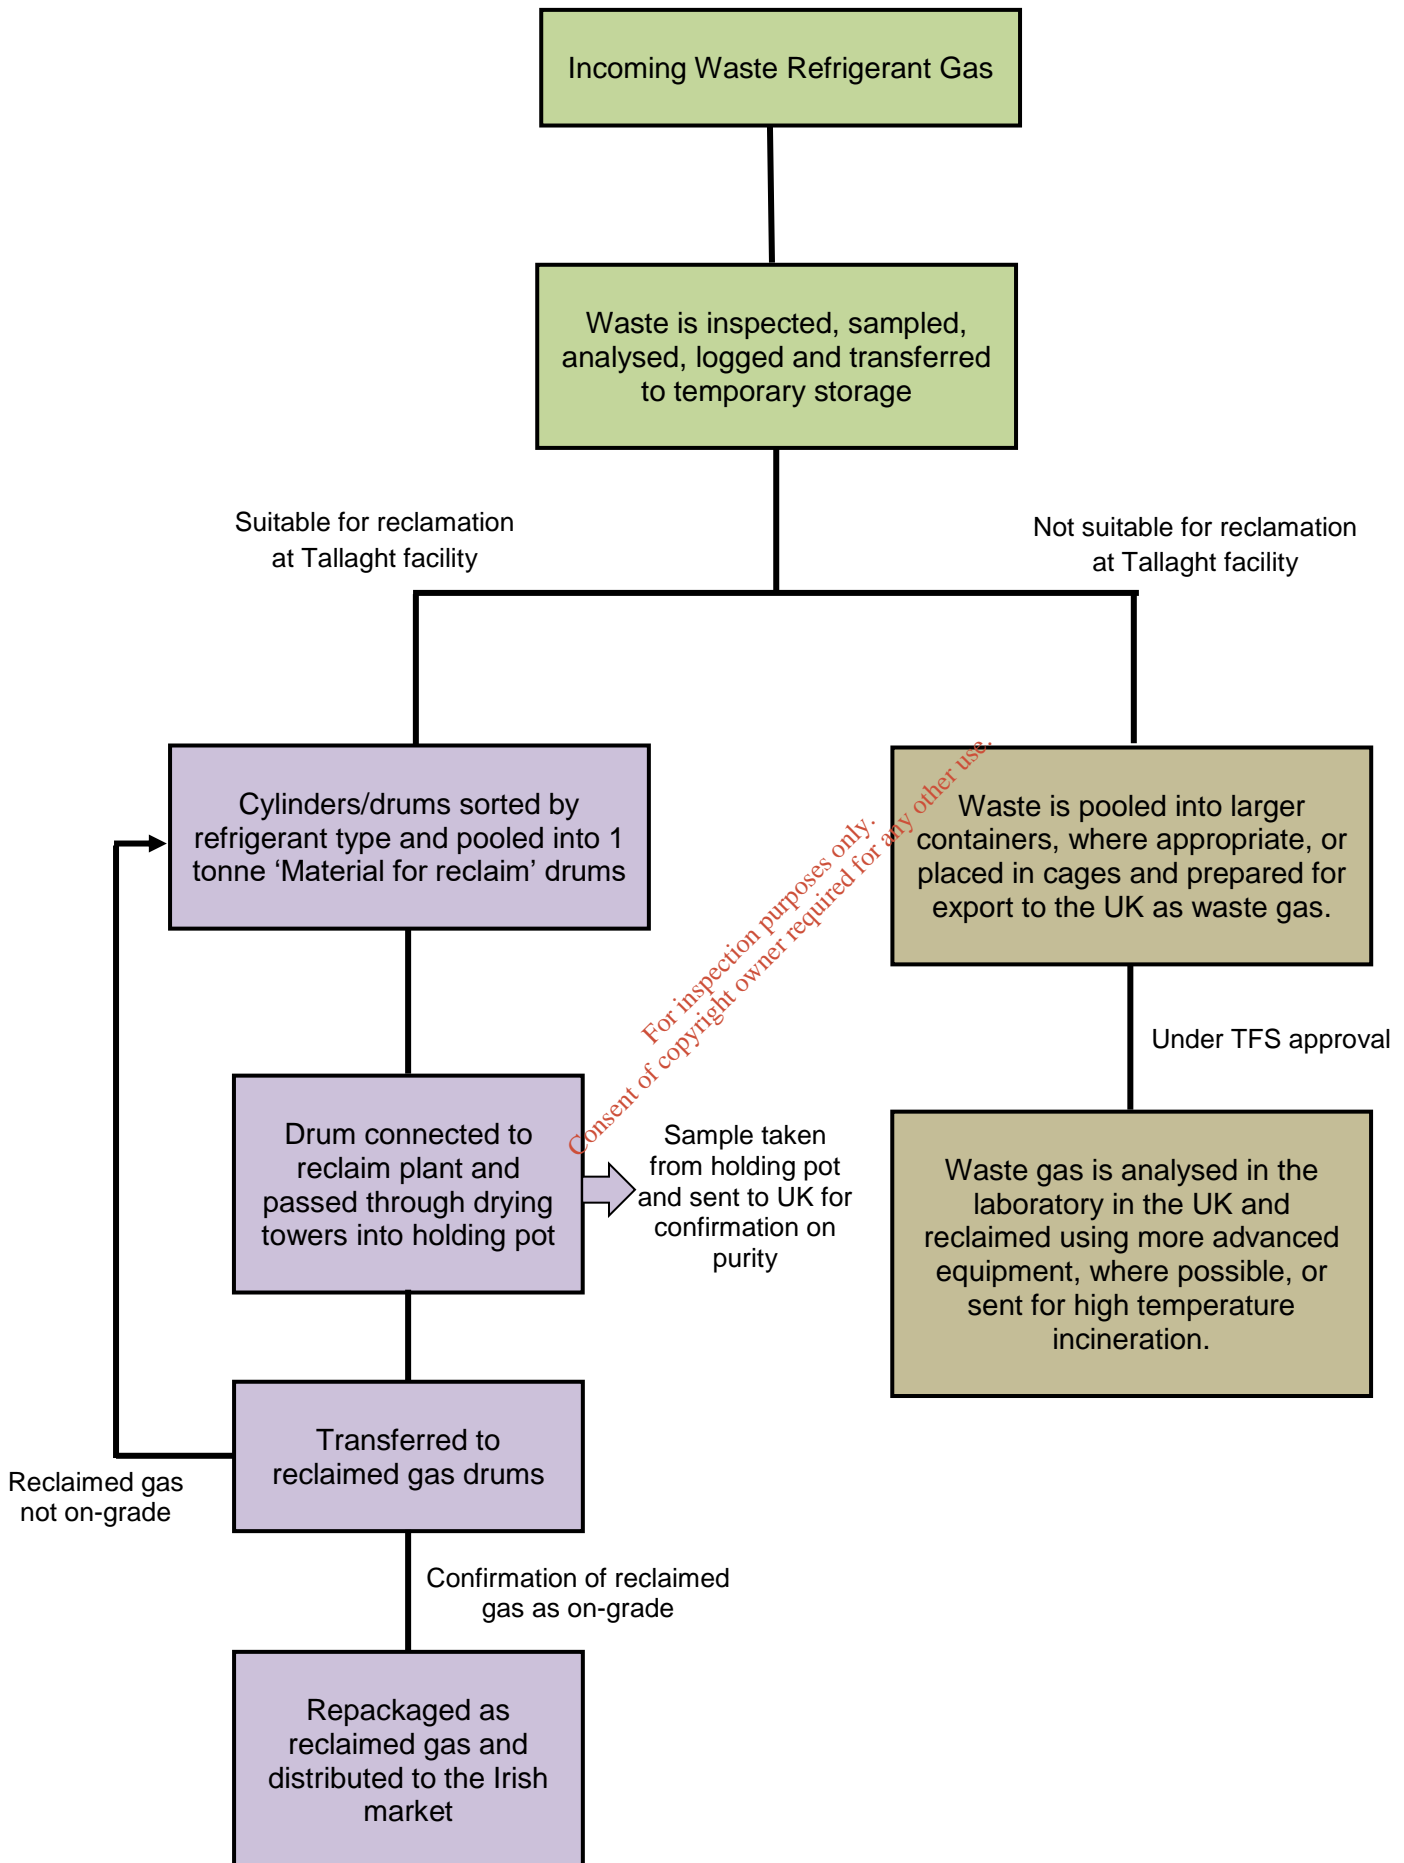 Incoming Waste Refrigerant Gas
Waste is inspected, sampled,
analysed, logged and transferred
to temporary storage
Suitable for reclamation
at Tallaght facility
Not suitable for reclamation
at Tallaght facility
Cylinders/drums sorted by
refrigerant type and pooled into 1
tonne ‘Material for reclaim’ drums
Waste is pooled into larger
containers, where appropriate, or
placed in cages and prepared for
export to the UK as waste gas.
For inspection purposes only.
Consent of copyright owner required for any other use.
Under TFS approval
Drum connected to
reclaim plant and
passed through drying
towers into holding pot
Sample taken
from holding pot
and sent to UK for
confirmation on
purity
Waste gas is analysed in the
laboratory in the UK and
reclaimed using more advanced
equipment, where possible, or
sent for high temperature
incineration.
Transferred to
reclaimed gas drums
Reclaimed gas
not on-grade
Confirmation of reclaimed
gas as on-grade
Repackaged as
reclaimed gas and
distributed to the Irish
market